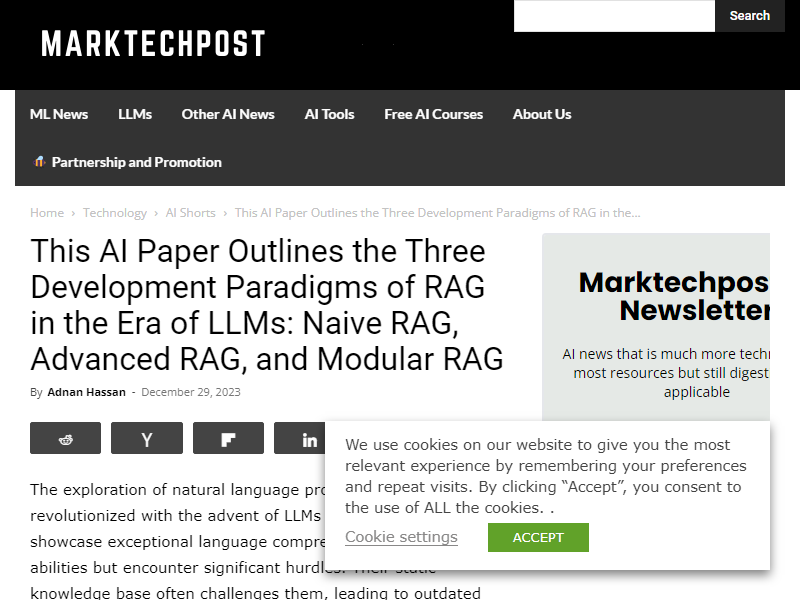 Search
MARKTECHPOST
ML News LLMs Other AI News AI Tools Free AI Courses About Us
Partnership and Promotion
Home › Technology › AI Shorts › This AI Paper Outlines the Three Development Paradigms of RAG in the...
This AI Paper Outlines the Three
Development Paradigms of RAG
in the Era of LLMs: Naive RAG,
Advanced RAG, and Modular RAG
By Adnan Hassan - December 29, 2023
Y in
The exploration of natural language pro
revolutionized with the advent of LLMs
showcase exceptional language compre
abilities but encounter significant hurdles. Their static
knowledge base often challenges them, leading to outdated
Marktechpos
Newsletter
AI news that is much more techn
most resources but still digest
applicable
We use cookies on our website to give you the most
relevant experience by remembering your preferences
and repeat visits. By clicking “Accept”, you consent to
the use of ALL the cookies. .
Cookie settings ACCEPT